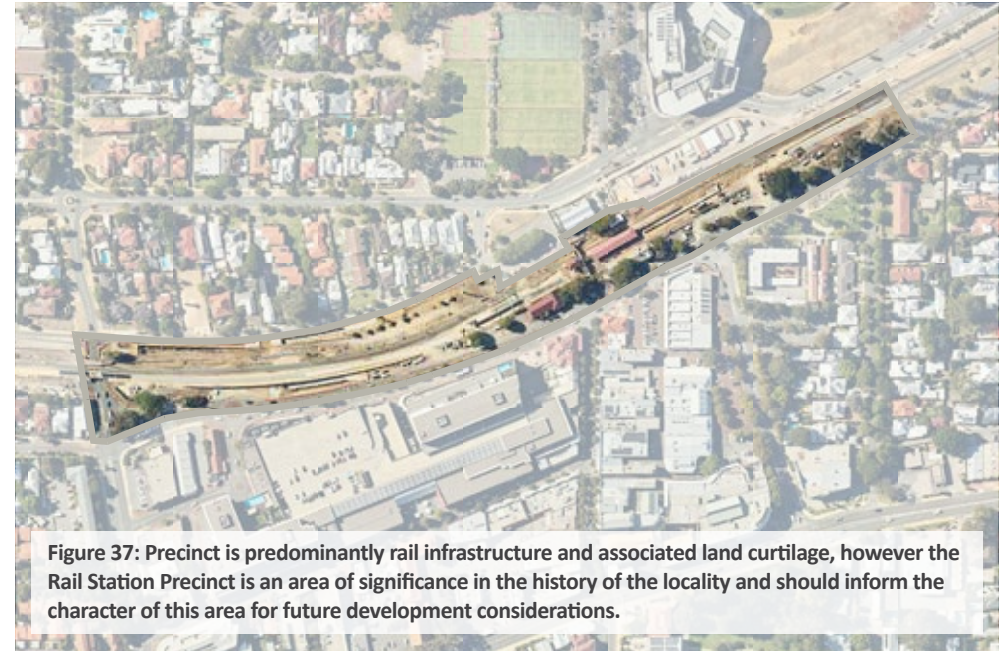 Figure 37: Precinct is predominantly rail infrastructure and associated land curtilage, however the
Rail Station Precinct is an area of significance in the history of the locality and should inform the
character of this area for future development considerations.